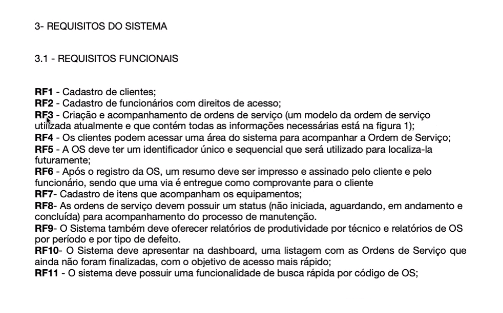 3- REQUISITOS DO SISTEMA
3.1 - REQUISITOS FUNCIONAIS
RF1 - Cadastro de clientes;
RF2 - Cadastro de funcionários com direitos de acesso;
RF3 - Criação e acompanhamento de ordens de serviço (um modelo da ordem de serviço
utilizada atualmente e que contém todas as informações necessárias está na figura 1);
RF4 - Os clientes podem acessar uma área do sistema para acompanhar a Ordem de Serviço;
RF5 - A OS deve ter um identificador único e sequencial que será utilizado para localiza-la
futuramente;
RF6 - Após o registro da OS, um resumo deve ser impresso e assinado pelo cliente e pelo
funcionário, sendo que uma via é entregue como comprovante para o cliente
RF7- Cadastro de itens que acompanham os equipamentos;
RF8- As ordens de serviço devem possuir um status (não iniciada, aguardando, em andamento e
concluída) para acompanhamento do processo de manutenção.
RF9- O Sistema também deve oferecer relatórios de produtividade por técnico e relatórios de OS
por período e por tipo de defeito.
RF10- O Sistema deve apresentar na dashboard, uma listagem com as Ordens de Serviço que
ainda não foram finalizadas, com o objetivo de acesso mais rápido;
RF11 - O sistema deve possuir uma funcionalidade de busca rápida por código de OS;